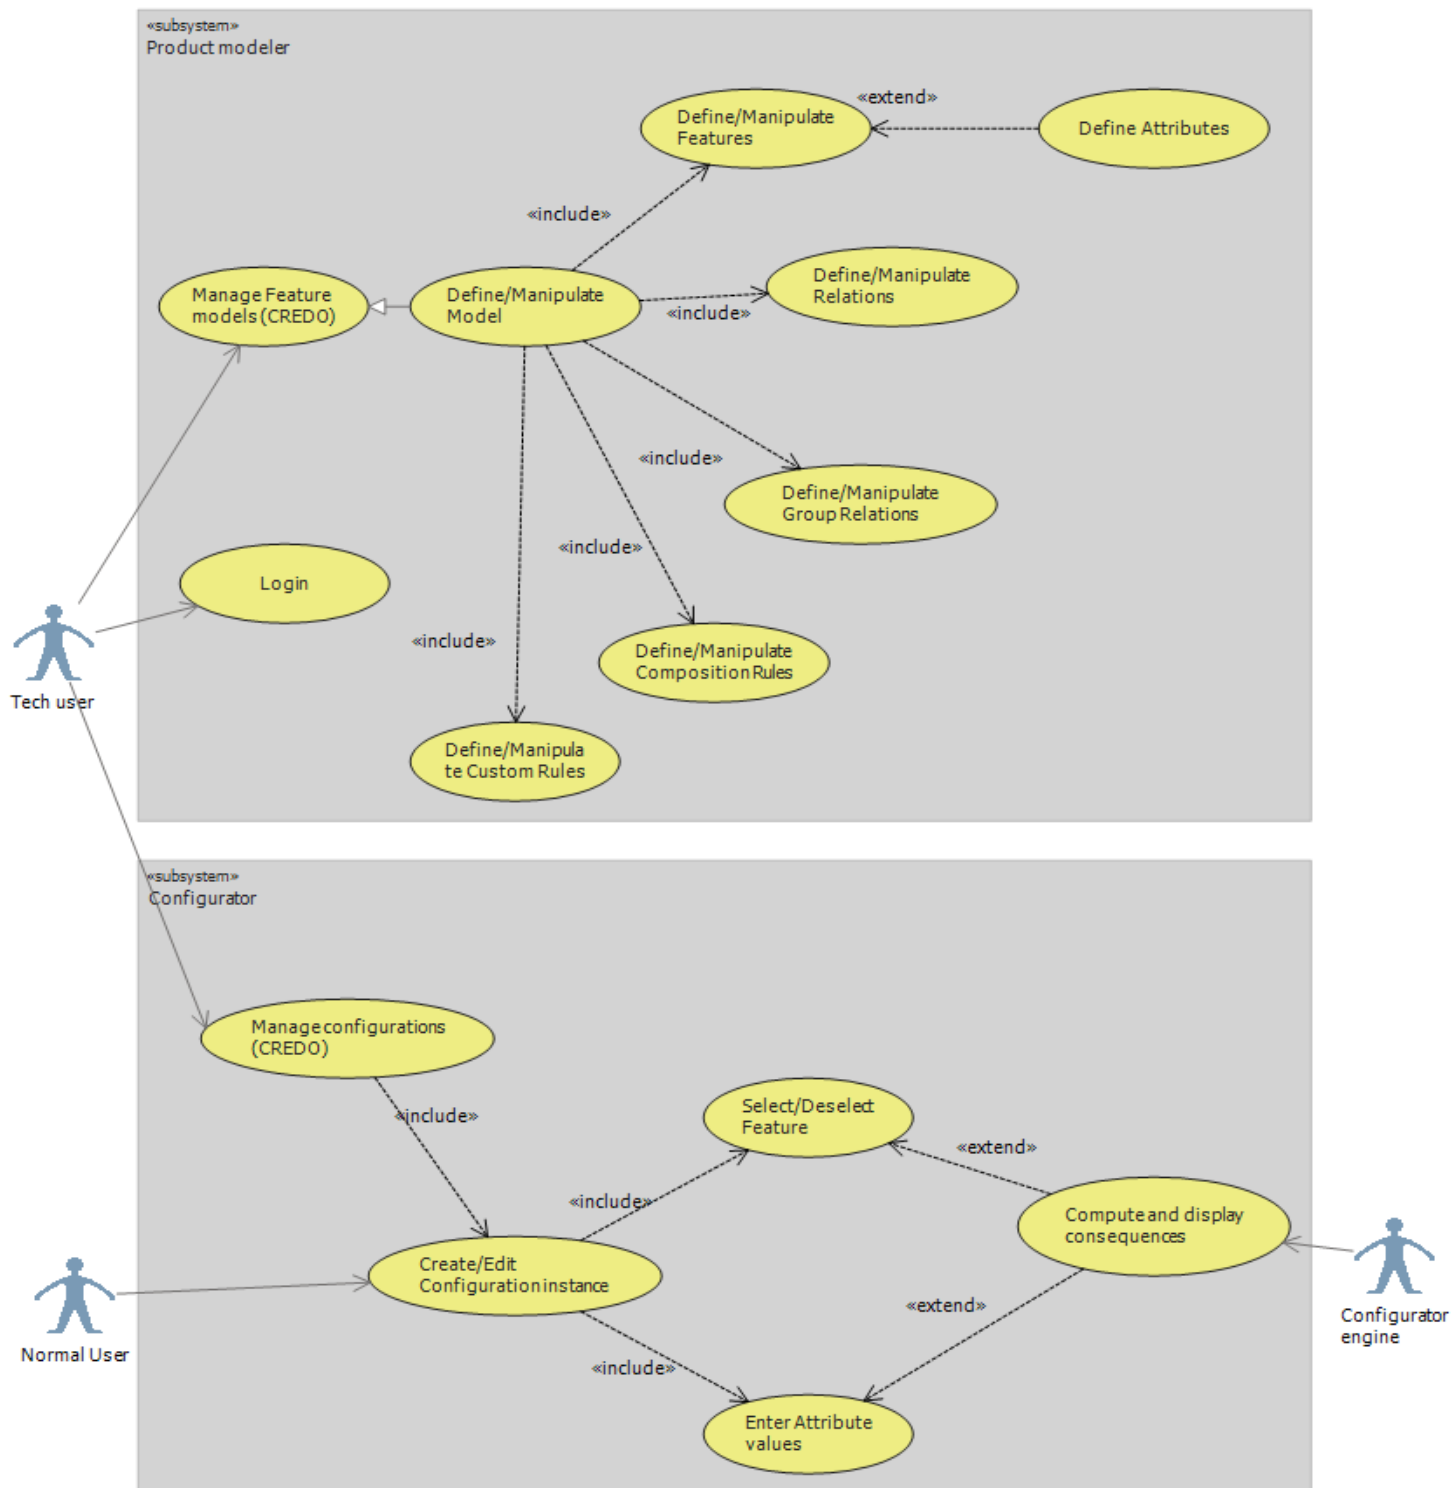 «subsystem»
Product modeler
«extend»
Define/Manipulate
Features
Define Attributes
«include»
Define/Manipulate
Relations
Manage Feature
models (CREDO)
Define/Manipulate
Model
«include»
«include»
Define/Manipulate
Group Relations
«include»
Login
«include»
Define/Manipulate
Composition Rules
Tech user
Define/Manipula
te Custom Rules
«subsystem»
Configurator
Manage configurations
(CREDO)
«include»
Select/Deselect
Feature
«extend»
«include»
Compute and display
consequences
Create/Edit
Configuration instance
«extend»
Configurator
engine
Normal User
«include»
Enter Attribute
values